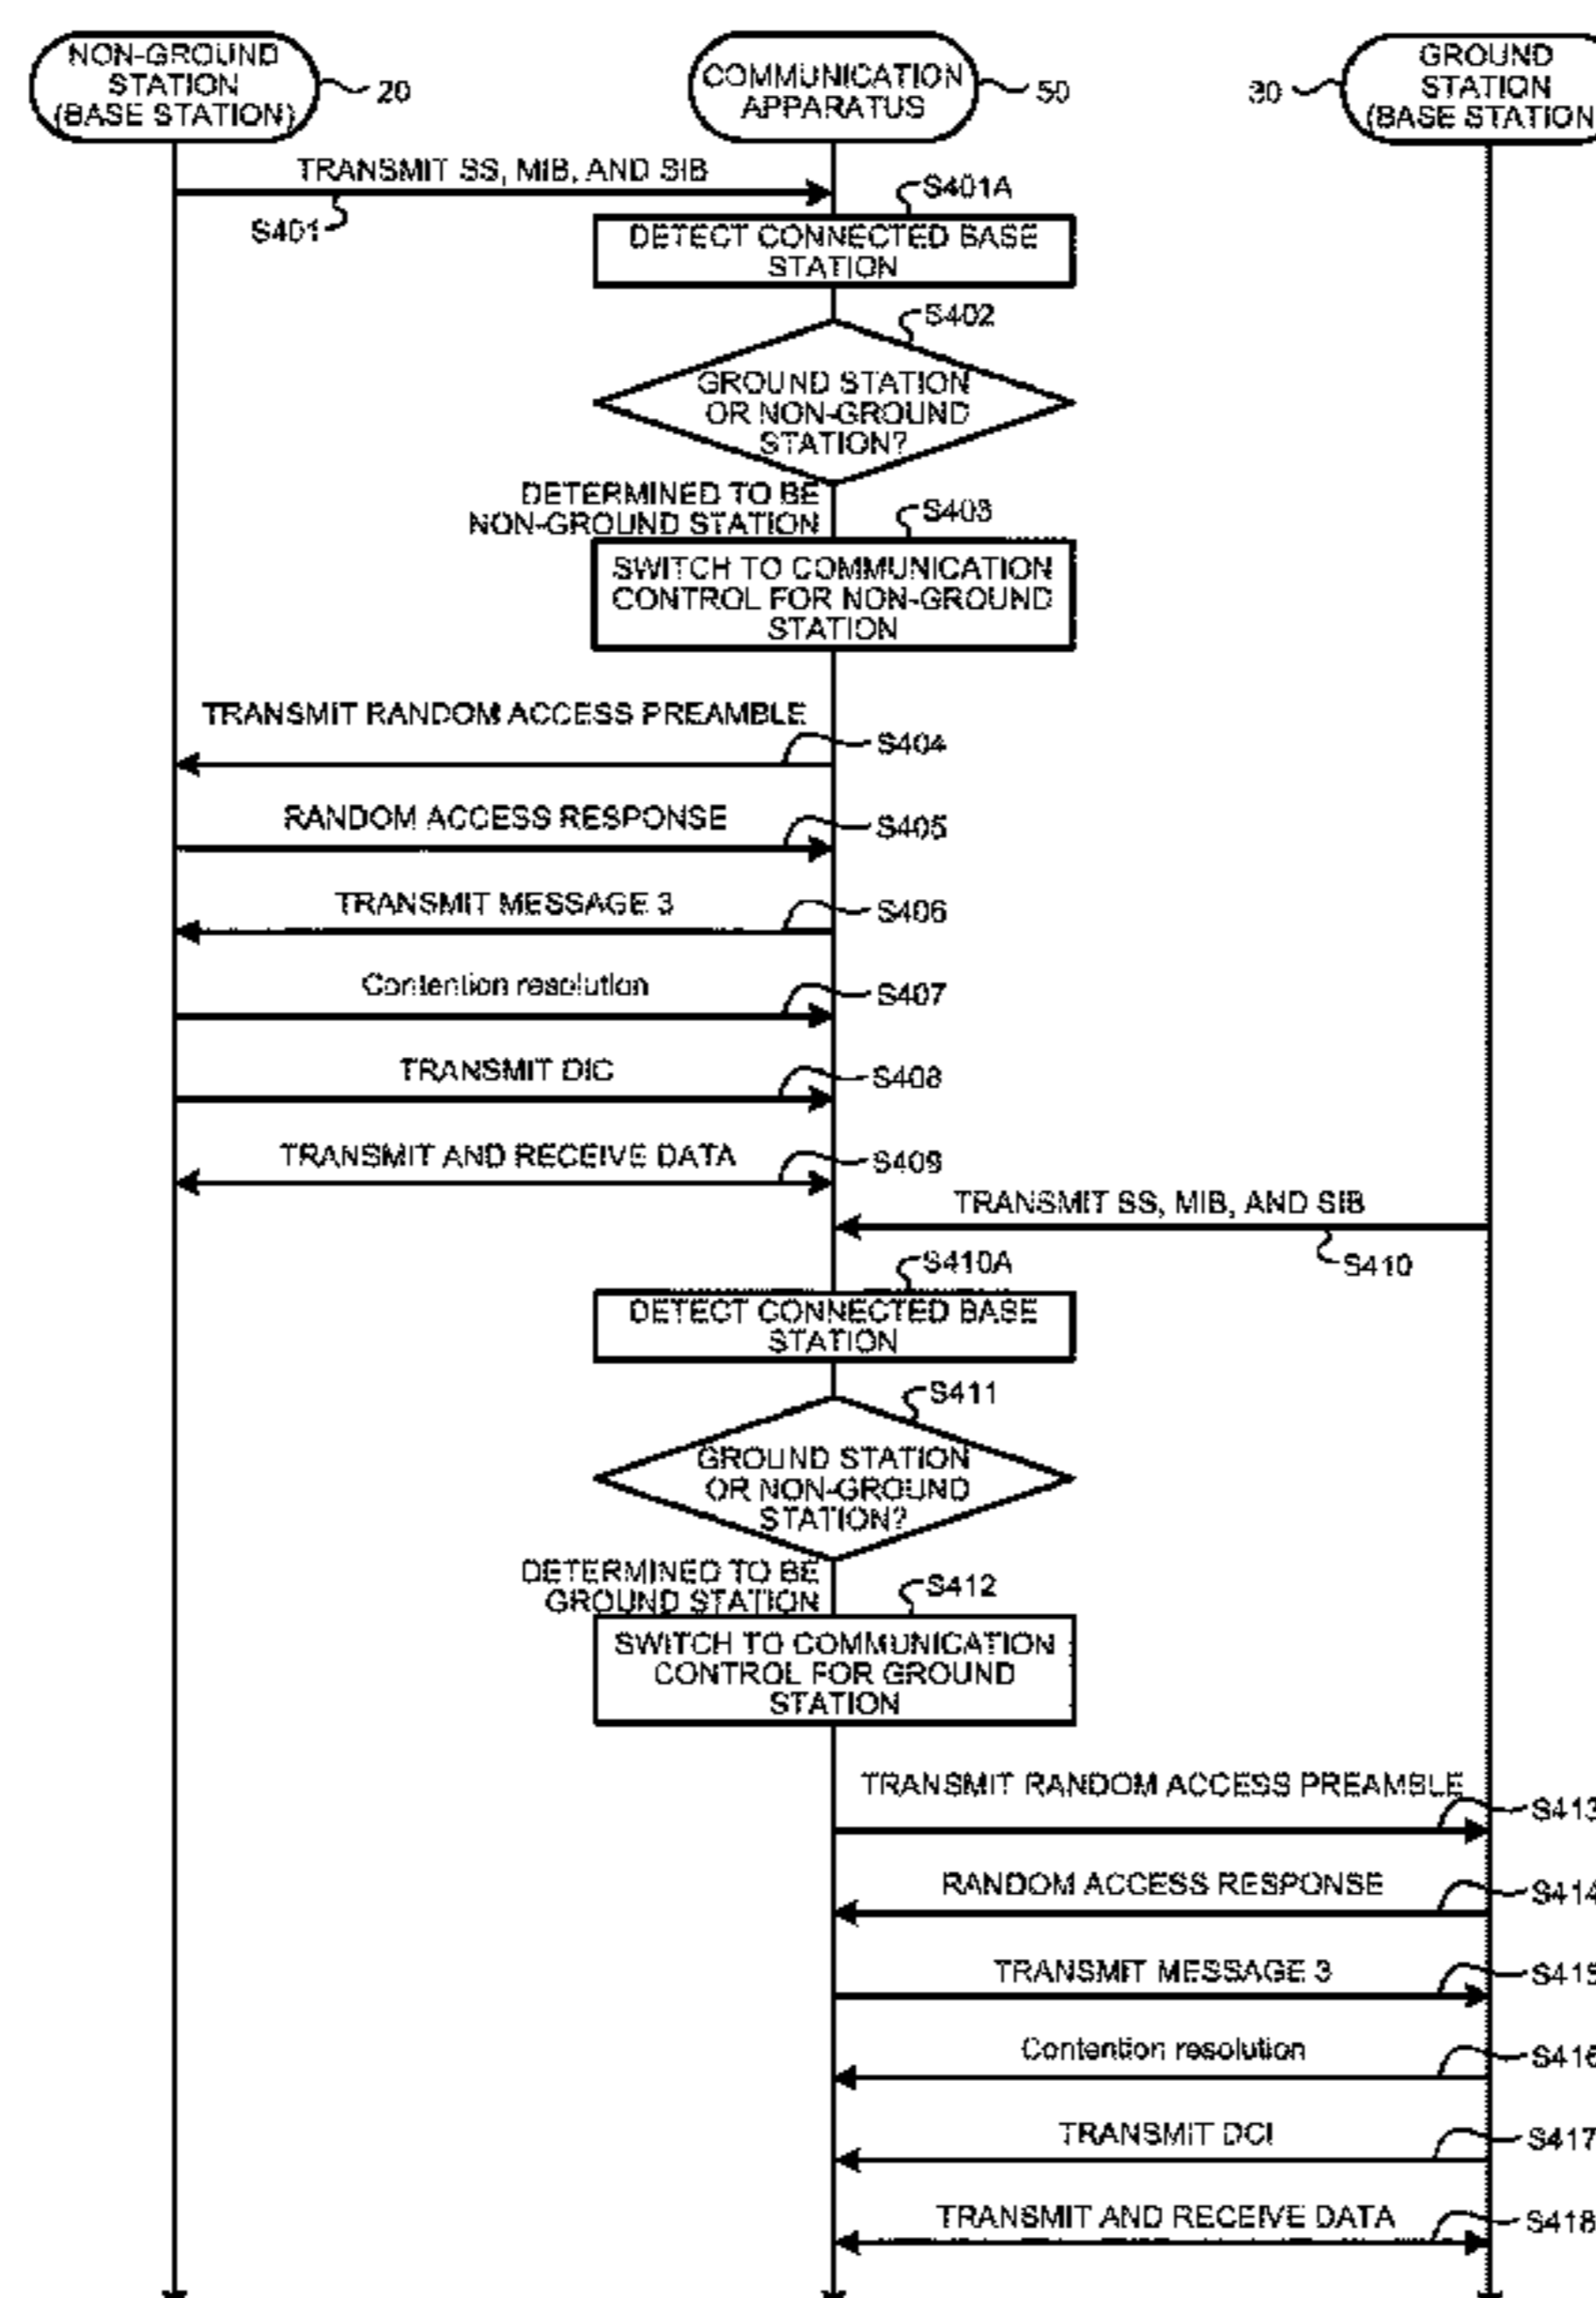 NON-GROUND
STATION
(BASE STATION)
20
COMMUNICATION
APPARATUS
50
30
GROUND
STATION
(BASE STATION
TRANSMIT SS, MIB, AND SIB
S401
S401A
DETECT CONNECTED BASE
STATION
S402
GROUND STATION
OR NON-GROUND
STATION?
DETERMINED TO BE
NON-GROUND STATION
S403
SWITCH TO COMMUNICATION
CONTROL FOR NON-GROUND
STATION
TRANSMIT RANDOM ACCESS PREAMBLE
S404
RANDOM ACCESS RESPONSE
S405
TRANSMIT MESSAGE 3
S406
Contention resolution
S407
TRANSMIT DIC
S408
TRANSMIT AND RECEIVE DATA
S409
TRANSMIT SS, MIB, AND SIB
S410
S410A
DETECT CONNECTED BASE
STATION
S411
GROUND STATION
OR NON-GROUND
STATION?
DETERMINED TO BE
GROUND STATION
S412
SWITCH TO COMMUNICATION
CONTROL FOR GROUND
STATION
TRANSMIT RANDOM ACCESS PREAMBLE
S413
RANDOM ACCESS RESPONSE
S414
TRANSMIT MESSAGE 3
S415
Contention resolution
S416
TRANSMIT DCI
S417
TRANSMIT AND RECEIVE DATA
S418